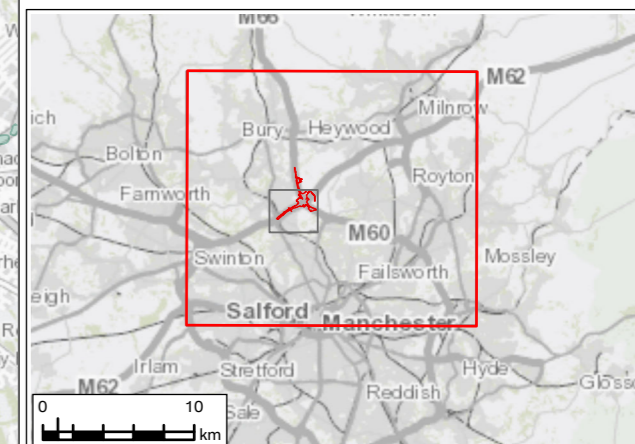 M66
M62
Milnrow
Bury
Heywood
Bolton
Royton
Farnworth
M60
Mossley
Swinton
Failsworth
Salford
Manchester
Irlam
Stretford
Hyde
M62
Reddish
Sale
0 10
km